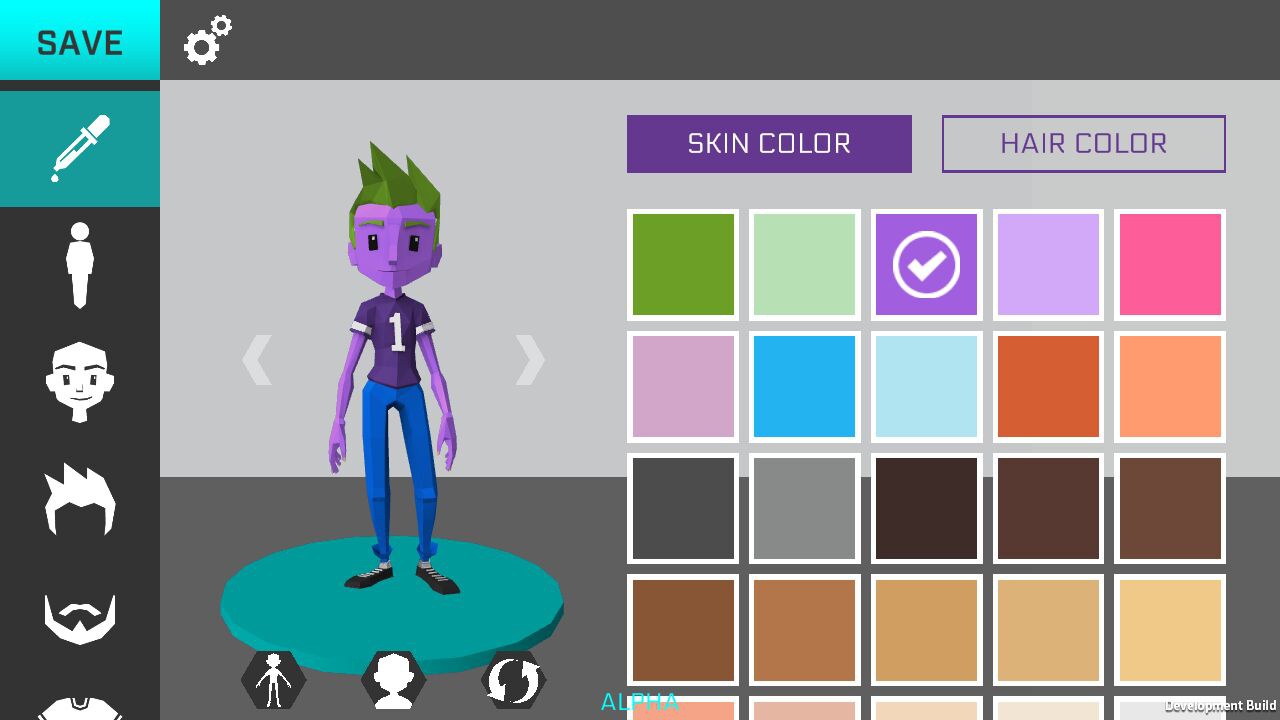 SAVE
SKIN COLOR
HAIR COLOR
1
ALPHA
Development Build